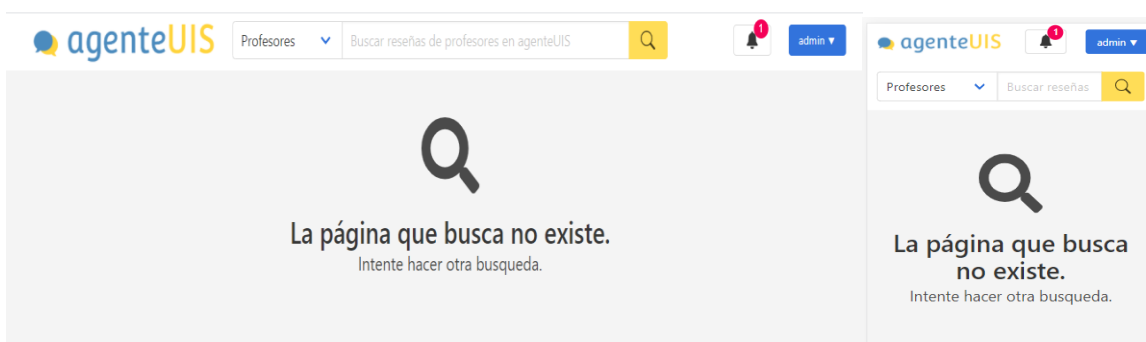 agenteUIS Profesores Buscar reseñas de profesores en agenteUIS 1 admin ▼
La página que busca no existe.
Intente hacer otra busqueda.
agenteUIS 1 admin ▼
Profesores Buscar reseñas
La página que busca
no existe.
Intente hacer otra busqueda.